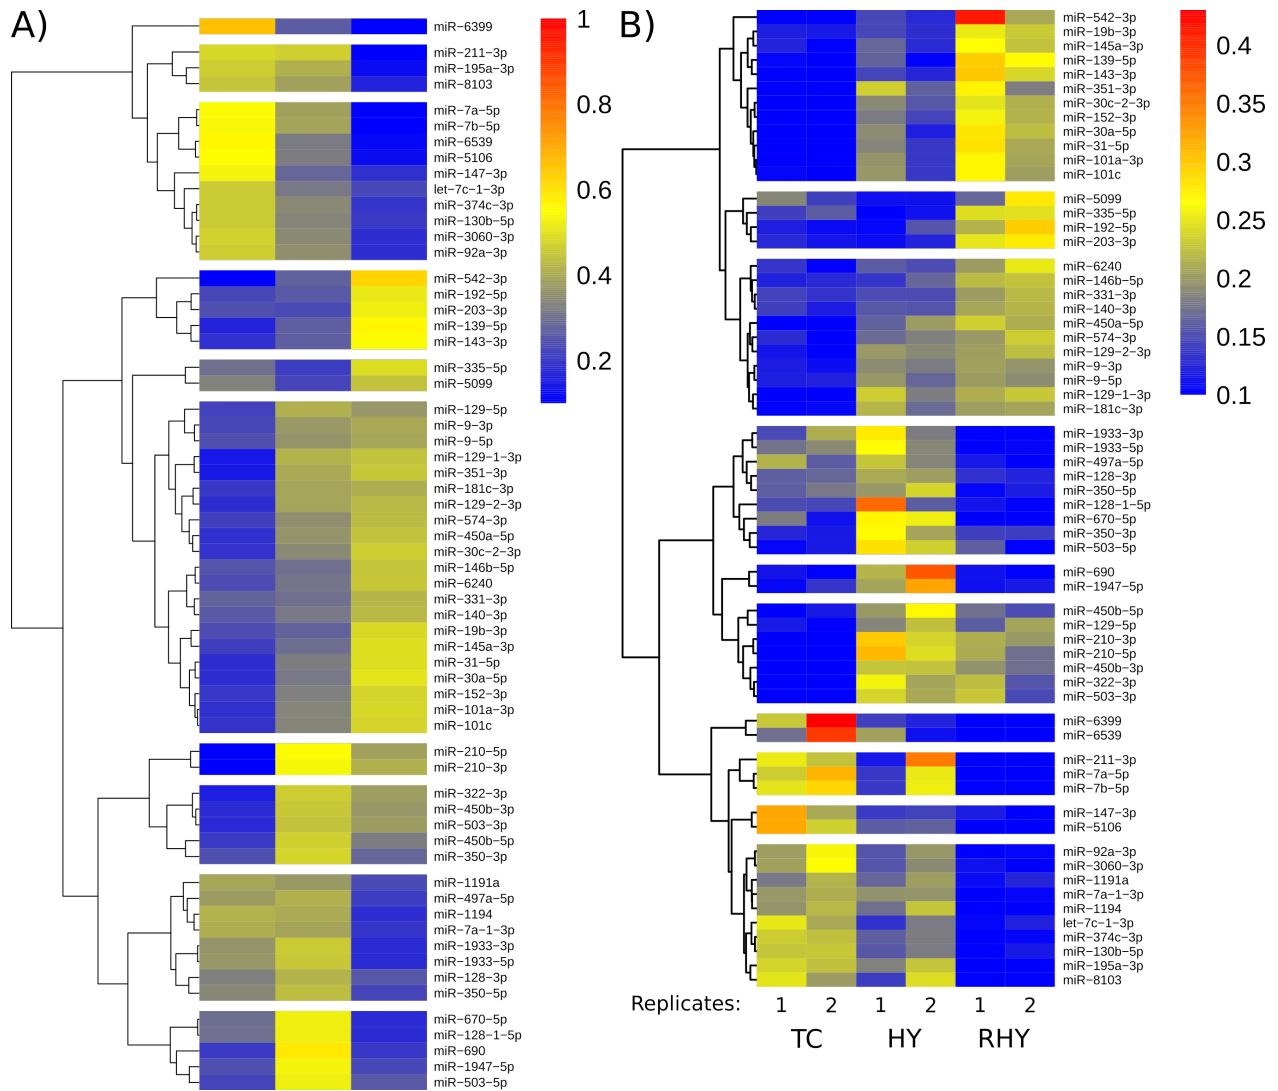 A)
miR-6399
miR-211-3p
miR-195a-3p
miR-8103
miR-7a-5p
miR-7b-5p
miR-6539
miR-5106
miR-147-3p
let-7c-1-3p
miR-374c-3p
miR-130b-5p
miR-3060-3p
miR-92a-3p
miR-542-3p
miR-192-5p
miR-203-3p
miR-139-5p
miR-143-3p
miR-335-5p
miR-5099
miR-129-5p
miR-9-3p
miR-9-5p
miR-129-1-3p
miR-351-3p
miR-181c-3p
miR-129-2-3p
miR-574-3p
miR-450a-5p
miR-30c-2-3p
miR-146b-5p
miR-6240
miR-331-3p
miR-140-3p
miR-19b-3p
miR-145a-3p
miR-31-5p
miR-30a-5p
miR-152-3p
miR-101a-3p
miR-101c
miR-210-5p
miR-210-3p
miR-322-3p
miR-450b-3p
miR-503-3p
miR-450b-5p
miR-350-3p
miR-1191a
miR-497a-5p
miR-1194
miR-7a-1-3p
miR-1933-3p
miR-1933-5p
miR-128-3p
miR-350-5p
miR-670-5p
miR-128-1-5p
miR-690
miR-1947-5p
miR-503-5p
1
0.8
0.6
0.4
0.2
B)
miR-542-3p
miR-19b-3p
miR-145a-3p
miR-139-5p
miR-143-3p
miR-351-3p
miR-30c-2-3p
miR-152-3p
miR-30a-5p
miR-31-5p
miR-101a-3p
miR-101c
miR-5099
miR-335-5p
miR-192-5p
miR-203-3p
miR-6240
miR-146b-5p
miR-331-3p
miR-140-3p
miR-450a-5p
miR-574-3p
miR-129-2-3p
miR-9-3p
miR-9-5p
miR-129-1-3p
miR-181c-3p
miR-1933-3p
miR-1933-5p
miR-497a-5p
miR-128-3p
miR-350-5p
miR-128-1-5p
miR-670-5p
miR-350-3p
miR-503-5p
miR-690
miR-1947-5p
miR-450b-5p
miR-129-5p
miR-210-3p
miR-210-5p
miR-450b-3p
miR-322-3p
miR-503-3p
miR-6399
miR-6539
miR-211-3p
miR-7a-5p
miR-7b-5p
miR-147-3p
miR-5106
miR-92a-3p
miR-3060-3p
miR-1191a
miR-7a-1-3p
miR-1194
let-7c-1-3p
miR-374c-3p
miR-130b-5p
miR-195a-3p
miR-8103
0.4
0.35
0.3
0.25
0.2
0.15
0.1
Replicates: 1 2 1 2 1 2
TC HY RHY